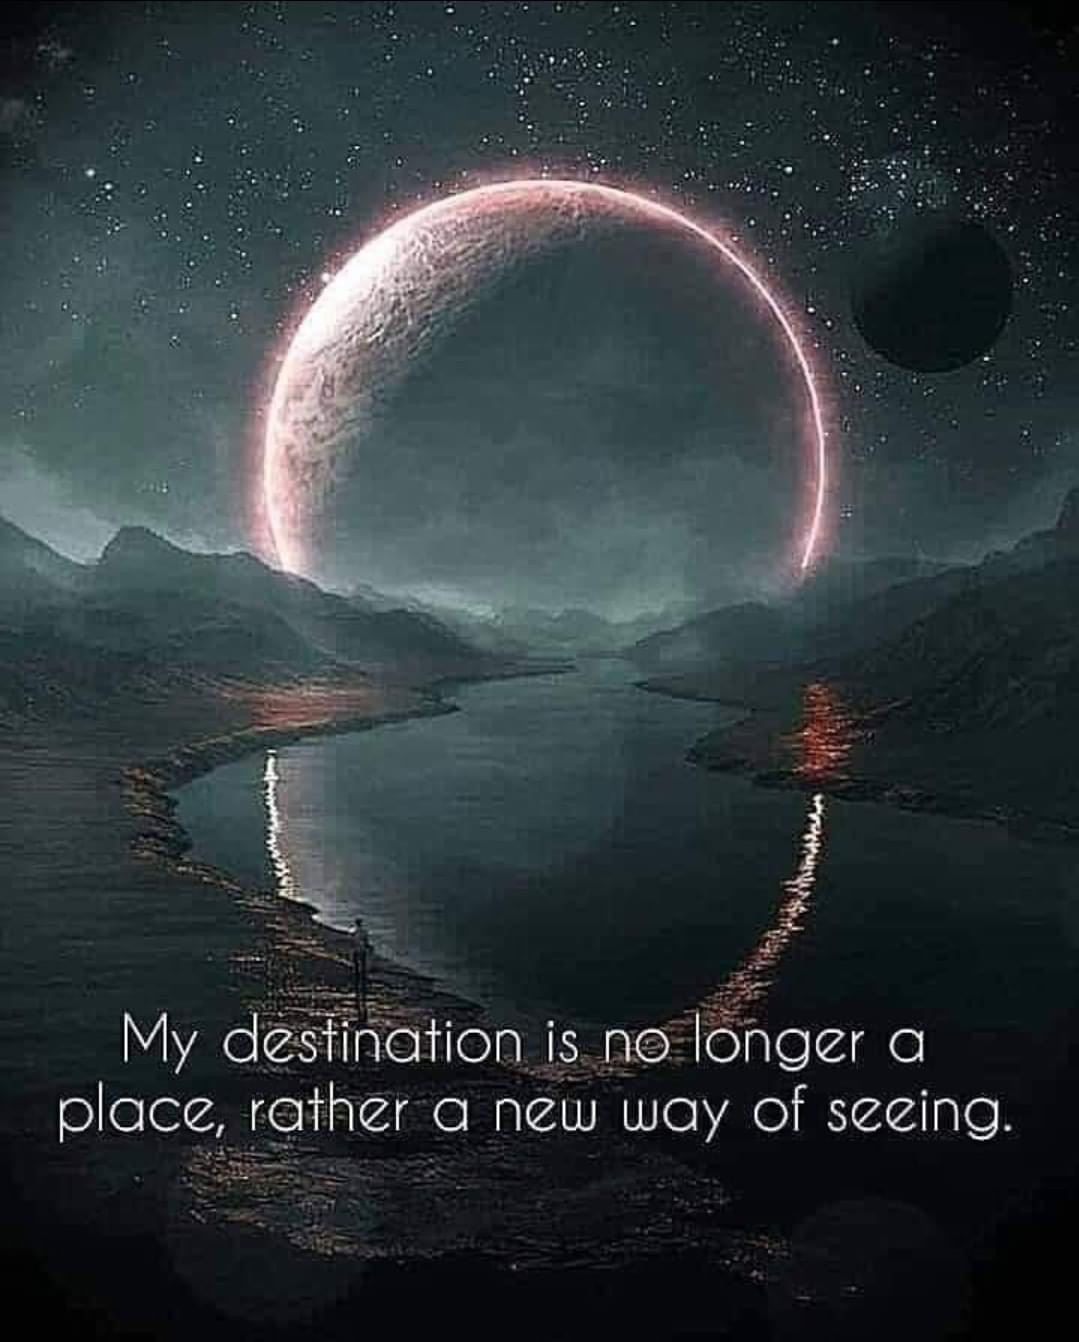 My destination is no longer a
place, rather a new way of seeing.